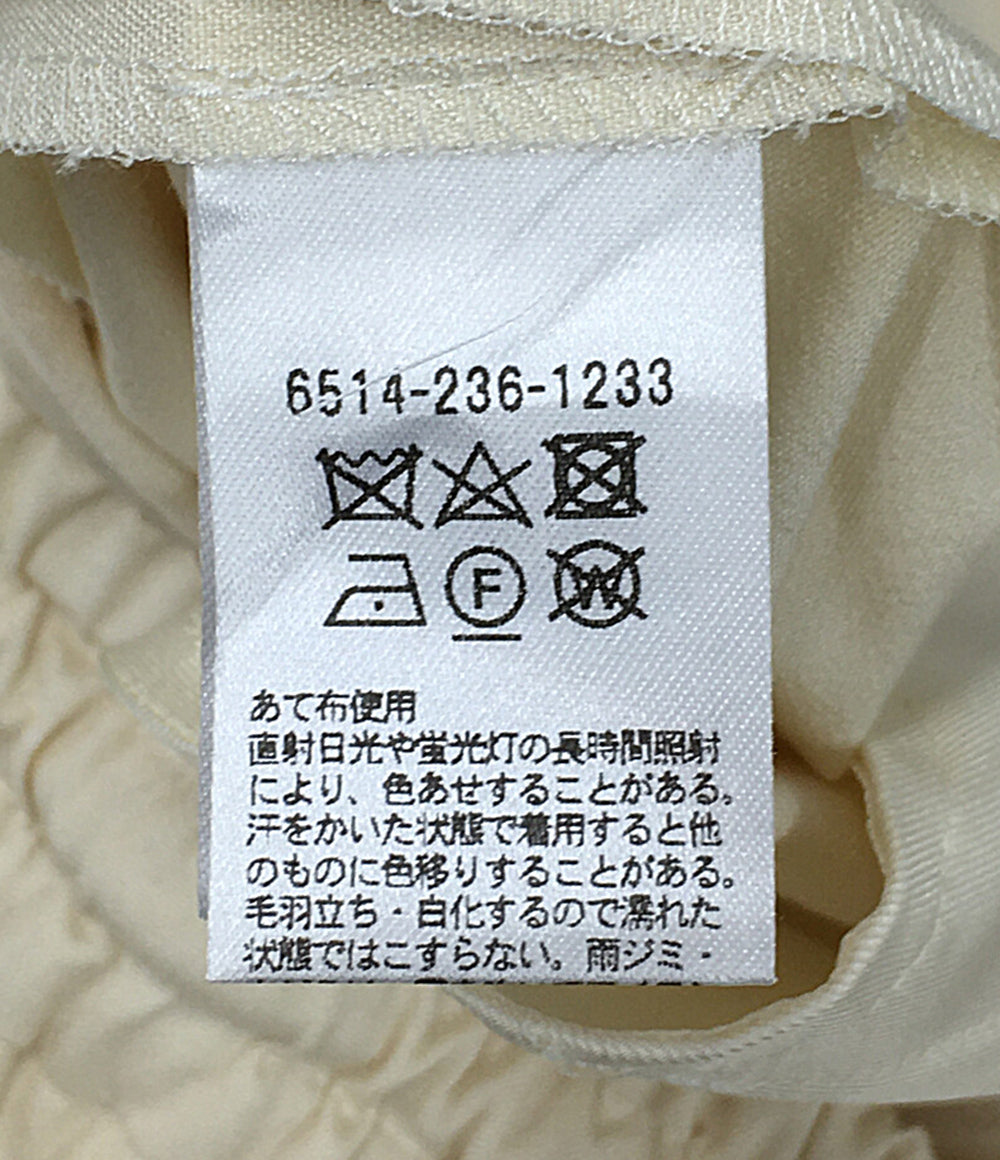 6514-236-1233
F
W
あて布使用
直射日光や蛍光灯の長時間照射
により、色あせすることがある。
汗をかいた状態で着用すると他
のものに色移りすることがある。
毛羽立ち・白化するので濡れた
状態ではこすらない。雨ジミ・